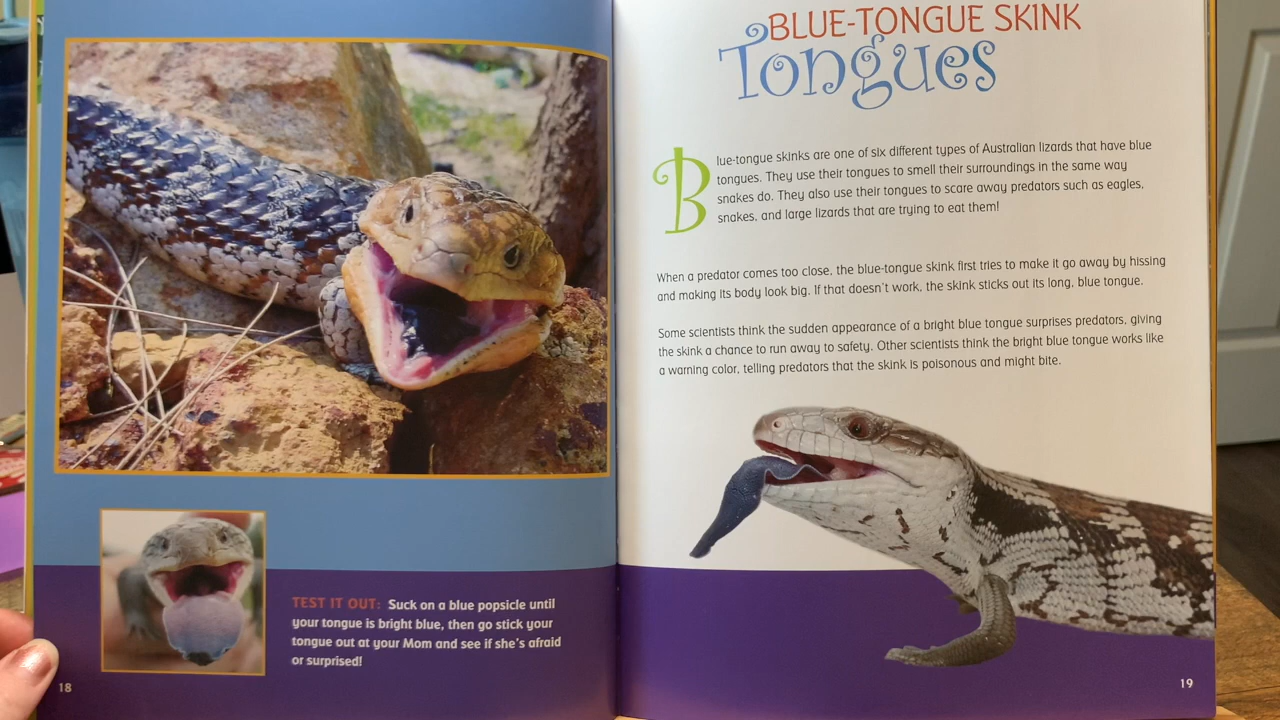 TEST IT OUT: Suck on a blue popsicle until
your tongue is bright blue, then go stick your
tongue out at your Mom and see if she's afraid
or surprised!
18
BLUE-TONGUE SKINK
Tongues
Blue-tongue skinks are one of six different types of Australian lizards that have blue
tongues. They use their tongues to smell their surroundings in the same way
snakes do. They also use their tongues to scare away predators such as eagles,
snakes, and large lizards that are trying to eat them!
When a predator comes too close, the blue-tongue skink first tries to make it go away by hissing
and making its body look big. If that doesn't work, the skink sticks out its long, blue tongue.
Some scientists think the sudden appearance of a bright blue tongue surprises predators, giving
the skink a chance to run away to safety. Other scientists think the bright blue tongue works like
a warning color, telling predators that the skink is poisonous and might bite.
19